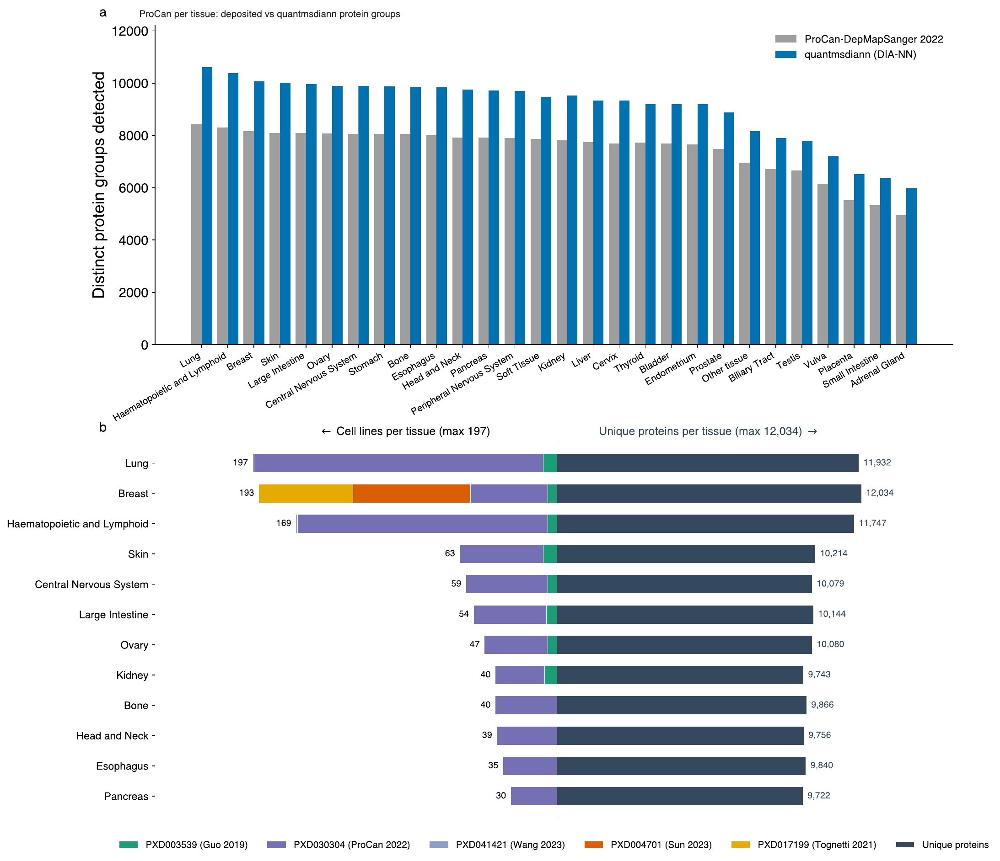 a
ProCan per tissue: deposited vs quantmsdiann protein groups
Distinct protein groups detected
12000
10000
8000
6000
4000
2000
0
ProCan-DepMapSanger 2022
quantmsdiann (DIA-NN)
Lung
Haematopoietic and Lymphoid
Breast
Skin
Large Intestine
Ovary
Central Nervous System
Stomach
Bone
Esophagus
Head and Neck
Pancreas
Peripheral Nervous System
Soft Tissue
Kidney
Liver
Cervix
Thyroid
Bladder
Endometrium
Prostate
Other tissue
Biliary Tract
Testis
Vulva
Placenta
Small Intestine
Adrenal Gland
b
← Cell lines per tissue (max 197)
Unique proteins per tissue (max 12,034) →
Lung 197 11,932
Breast 193 12,034
Haematopoietic and Lymphoid 169 11,747
Skin 63 10,214
Central Nervous System 59 10,079
Large Intestine 54 10,144
Ovary 47 10,080
Kidney 40 9,743
Bone 40 9,866
Head and Neck 39 9,756
Esophagus 35 9,840
Pancreas 30 9,722
PXD003539 (Guo 2019) PXD030304 (ProCan 2022) PXD041421 (Wang 2023) PXD004701 (Sun 2023) PXD017199 (Tognetti 2021) Unique proteins